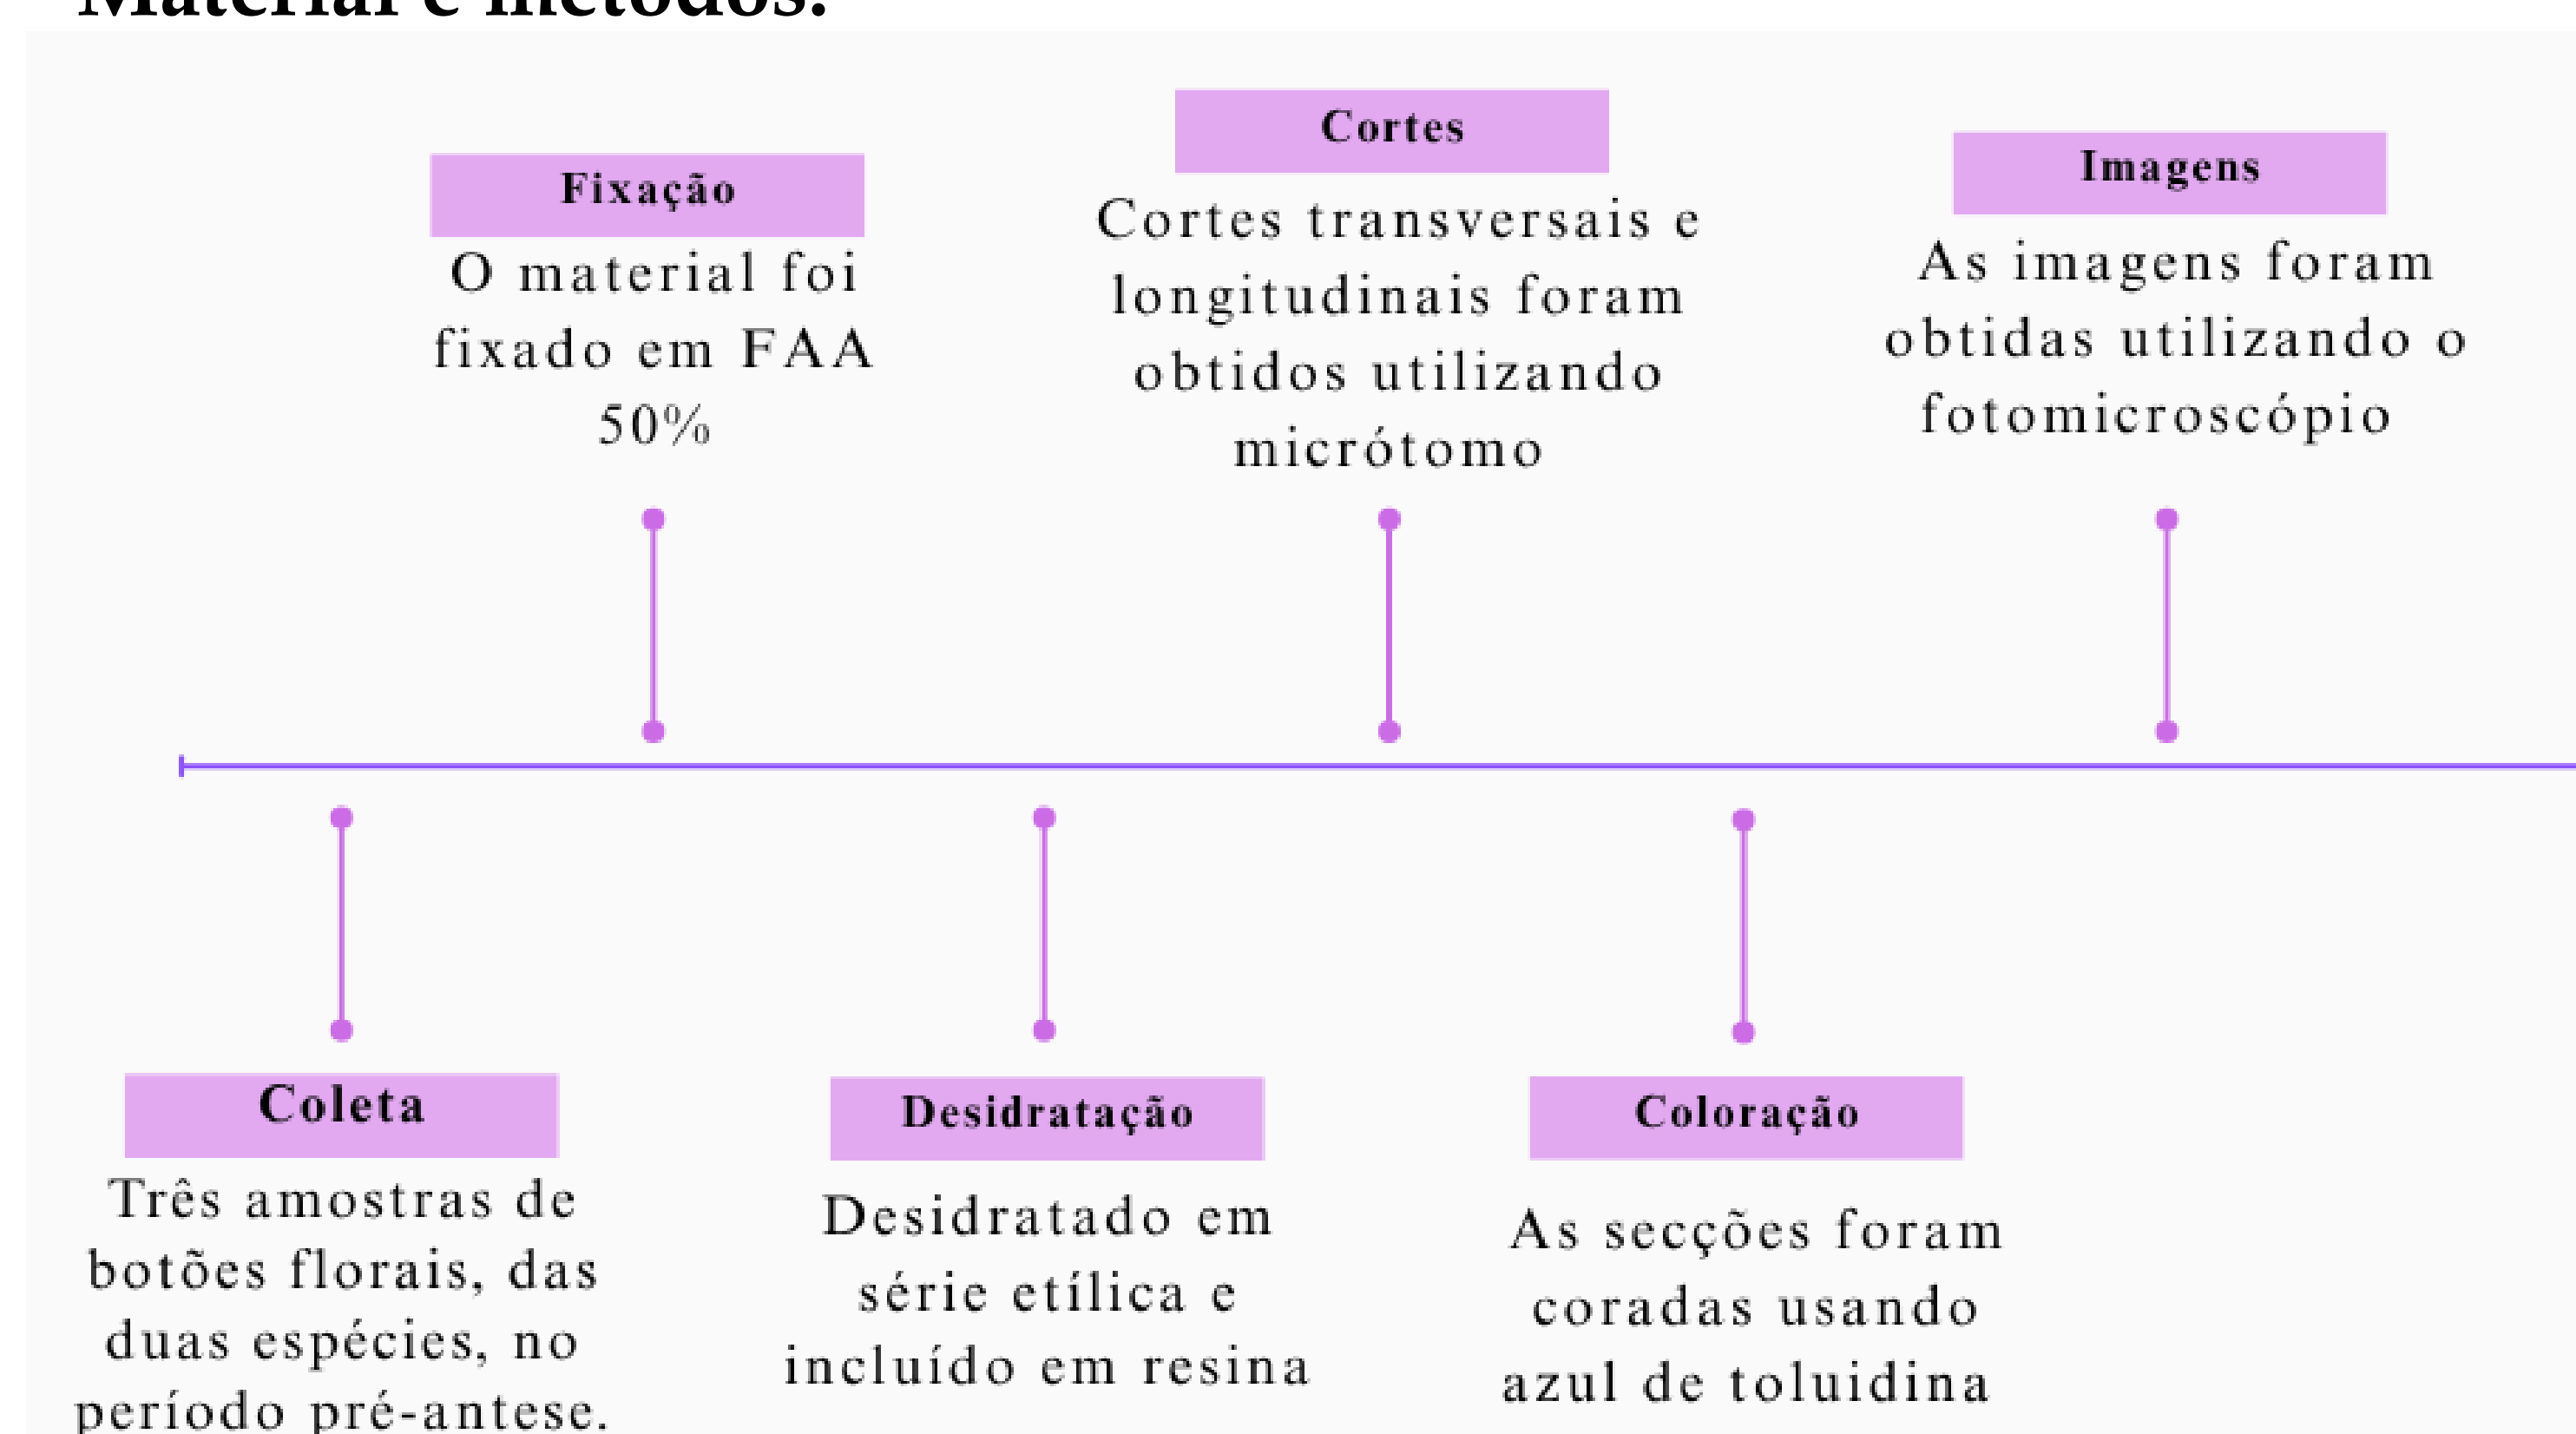 Material e métodos:
Fixação
O material foi
fixado em FAA
50%
Cortes
Cortes transversais e
longitudinais foram
obtidos utilizando
micrótomo
Imagens
As imagens foram
obtidas utilizando o
fotomicroscópio
Coleta
Três amostras de
botões florais, das
duas espécies, no
período pré-antese.
Desidratação
Desidratado em
série etílica e
incluído em resina
Coloração
As secções foram
coradas usando
azul de toluidina